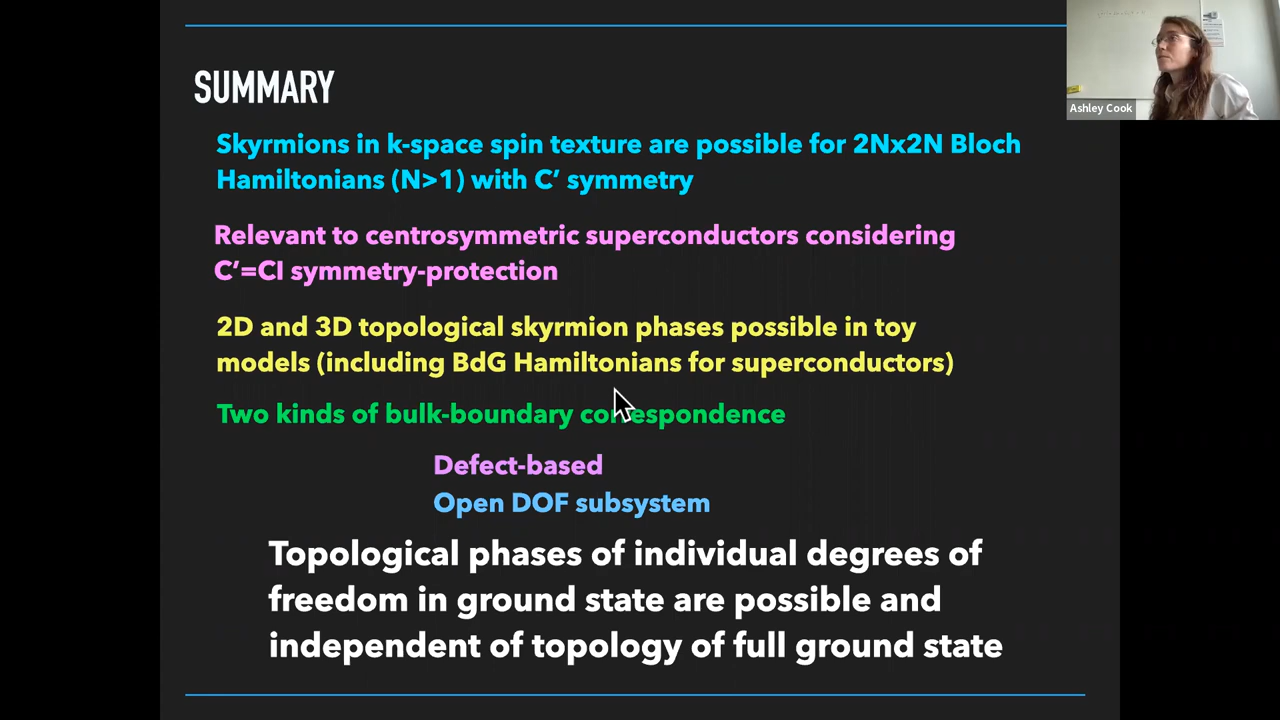 SUMMARY
Skyrmions in k-space spin texture are possible for 2Nx2N Bloch
Hamiltonians (N>1) with C’ symmetry
Relevant to centrosymmetric superconductors considering
C’=CI symmetry-protection
2D and 3D topological skyrmion phases possible in toy
models (including BdG Hamiltonians for superconductors)
Two kinds of bulk-boundary correspondence
Defect-based
Open DOF subsystem
Topological phases of individual degrees of
freedom in ground state are possible and
independent of topology of full ground state
Ashley Cook